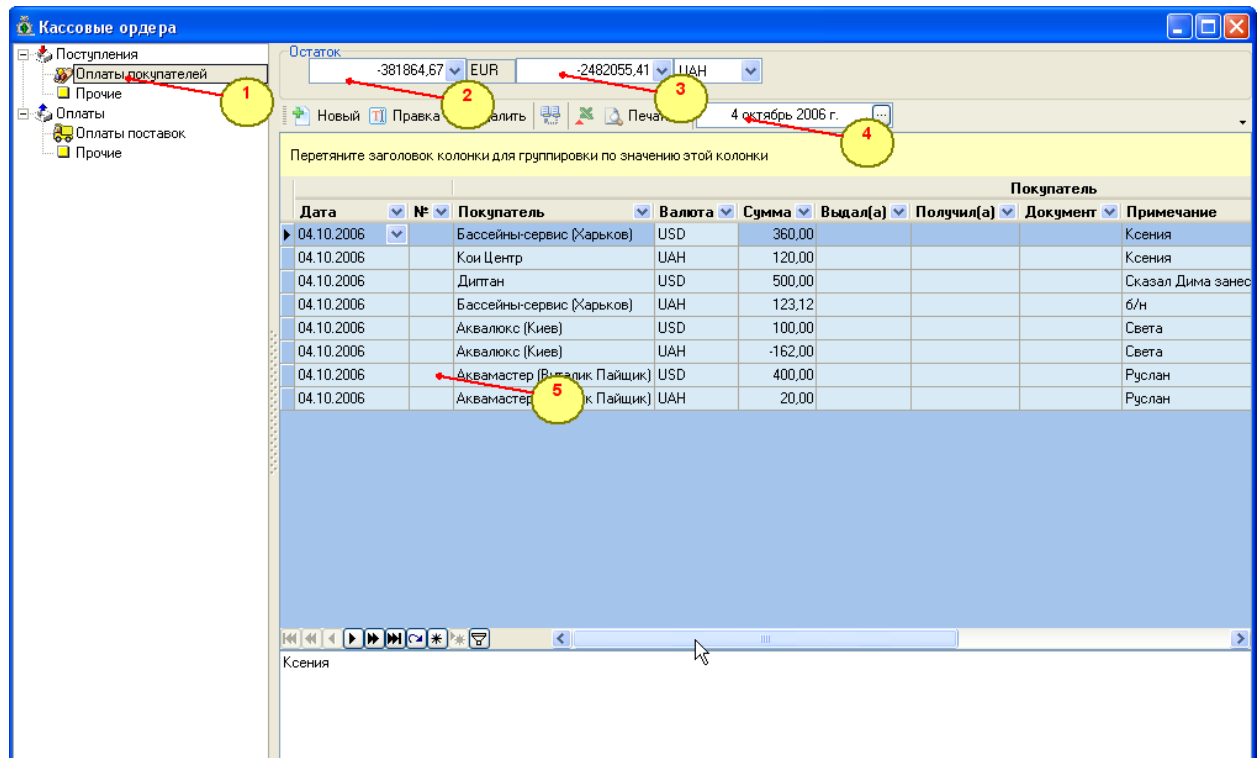 Кассовые ордера
Поступления
Оплаты покупателей
Прочие
Оплаты
Оплаты поставок
Прочие
1
Остаток
-381864,67 EUR -2482055,41 UAH
2
3
Новый Правка 4 октябрь 2006 г. ...
4
Перетяните заголовок колонки для группировки по значению этой колонки
Покупатель
Дата № Покупатель Валюта Сумма Выдал(а) Получил(а) Документ Примечание
04.10.2006 Бассейны-сервис (Харьков) USD 360,00 Ксения
04.10.2006 Кои Центр UAH 120,00 Ксения
04.10.2006 Диптан USD 500,00 Сказал Дима занес
04.10.2006 Бассейны-сервис (Харьков) UAH 123,12 б/н
04.10.2006 Аквалюкс (Киев) USD 100,00 Света
04.10.2006 Аквалюкс (Киев) UAH -162,00 Света
04.10.2006 Аквамастер (Виталик Пайщик) USD 400,00 Руслан
5
04.10.2006 Аквамастер Пайщик) UAH 20,00 Руслан
Ксения